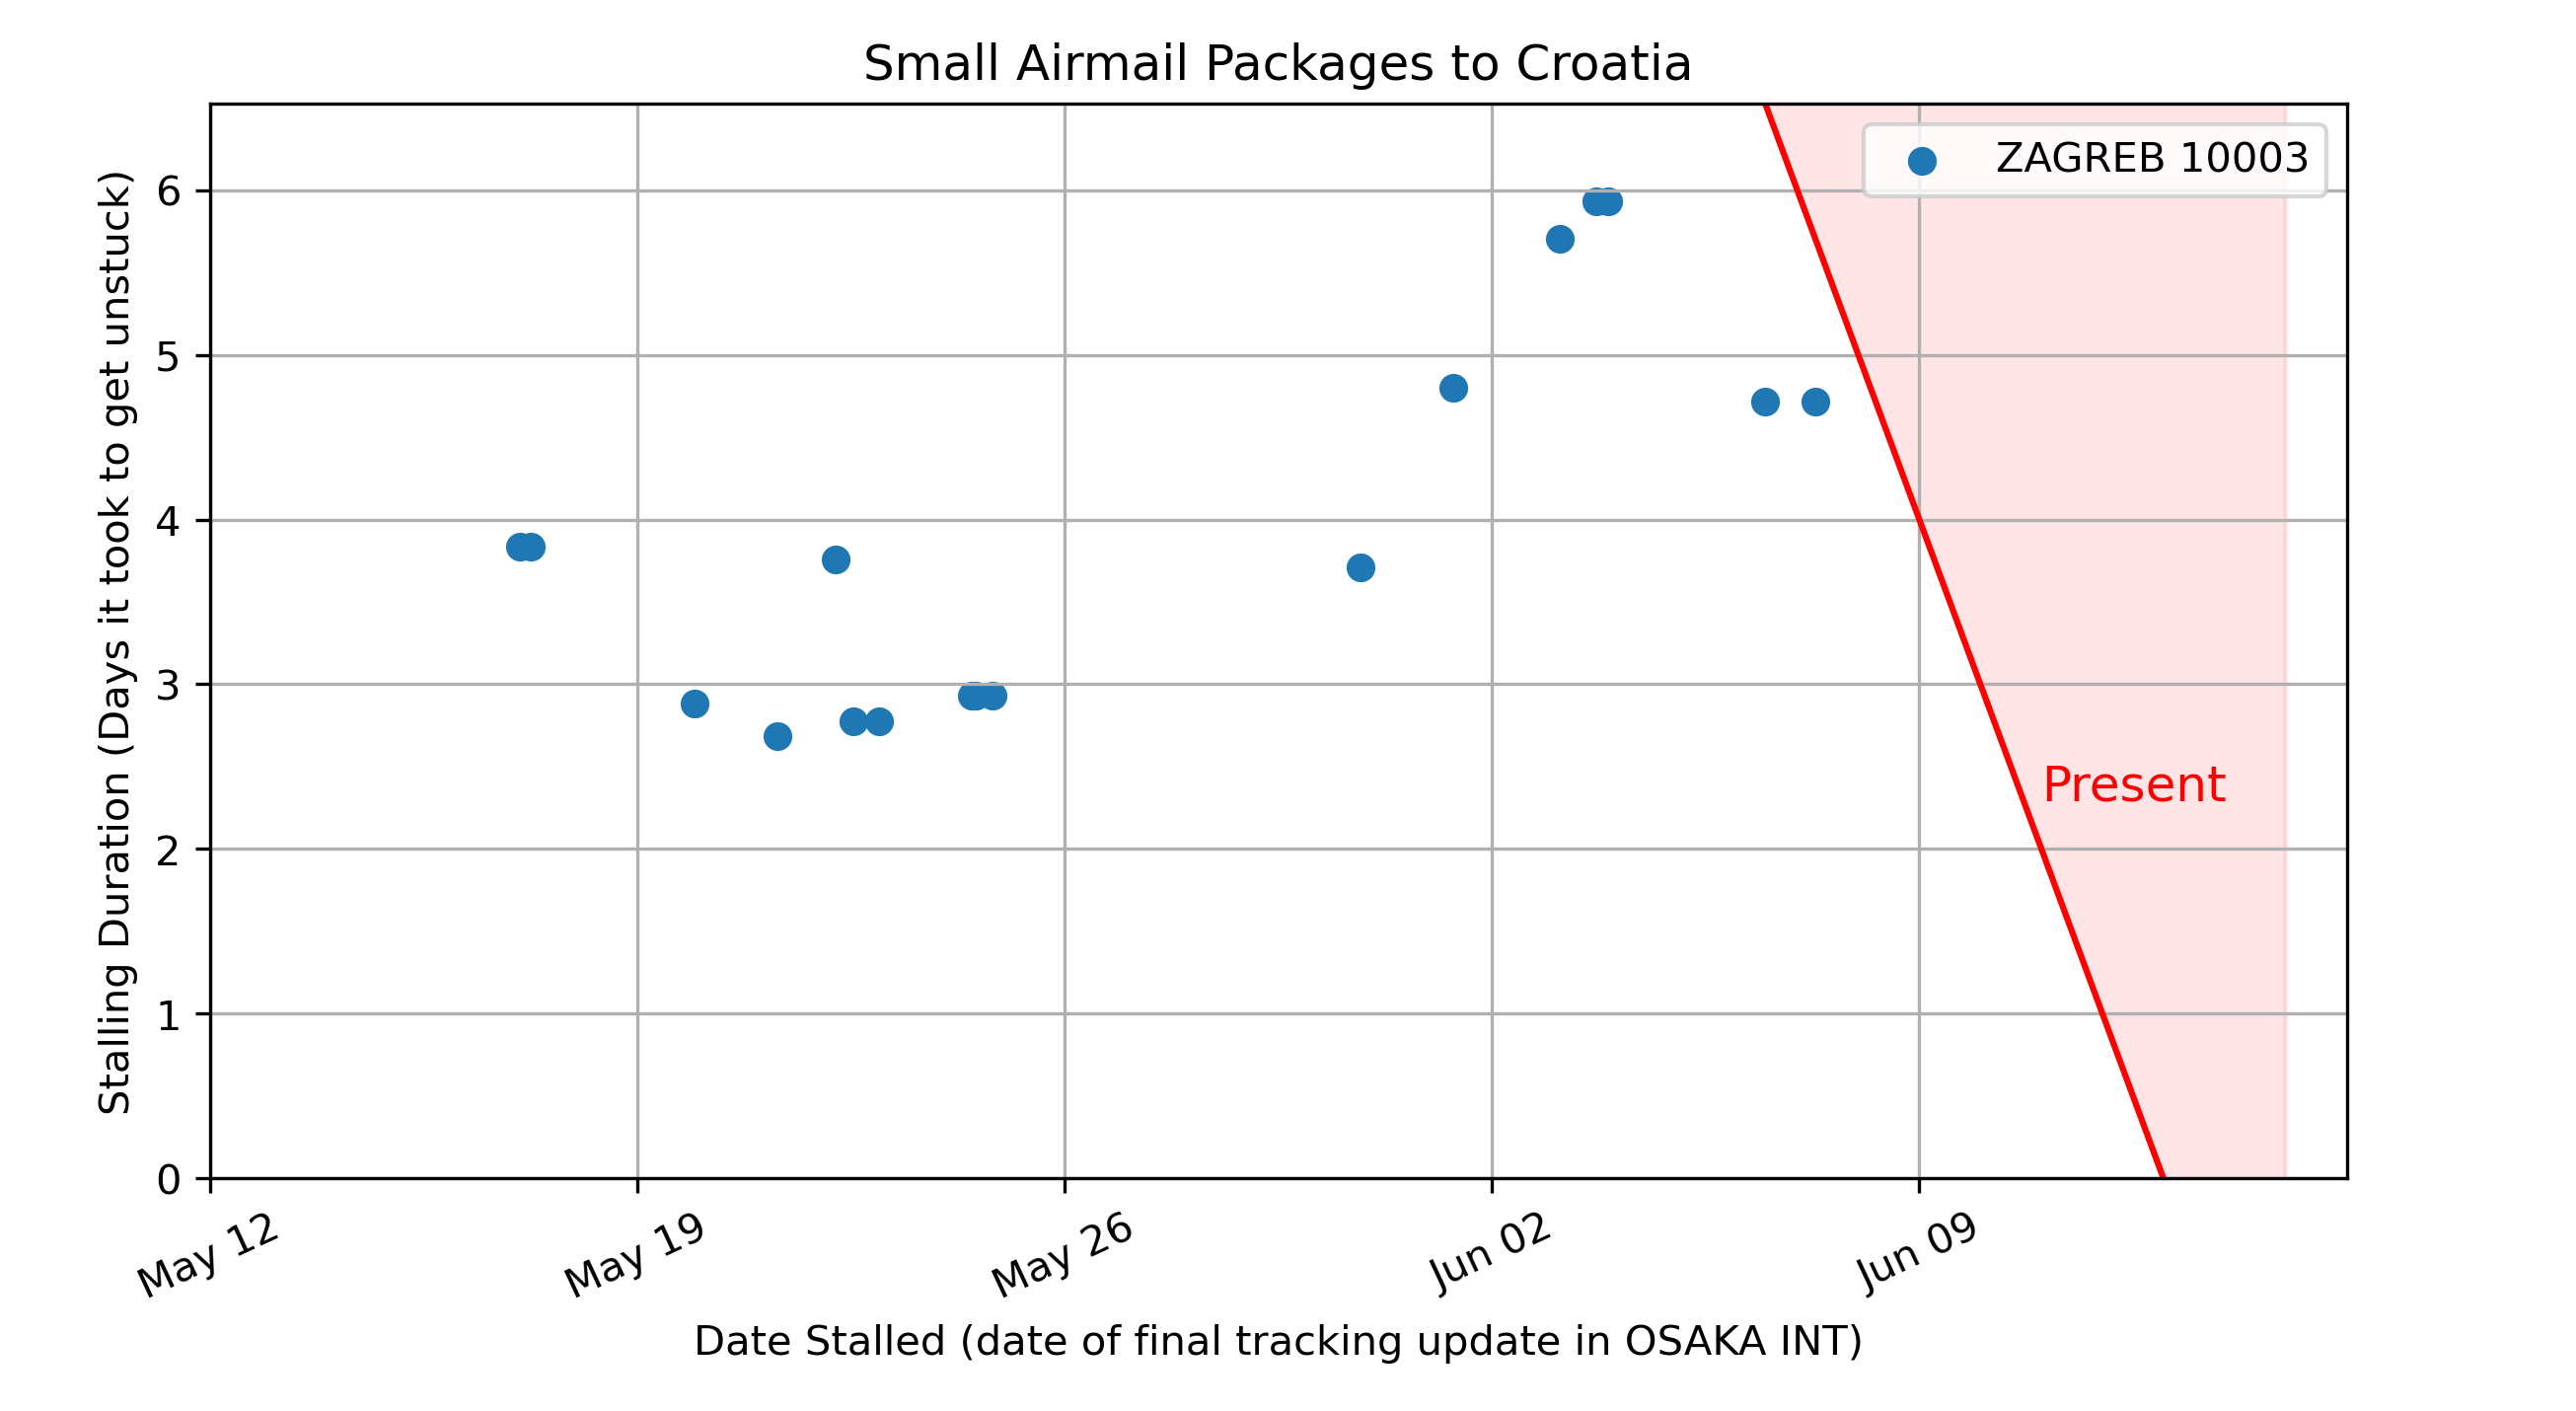 Small Airmail Packages to Croatia
ZAGREB 10003
Stalling Duration (Days it took to get unstuck)
6
5
4
3
2
1
0
Present
May 12
May 19
May 26
Jun 02
Jun 09
Date Stalled (date of final tracking update in OSAKA INT)